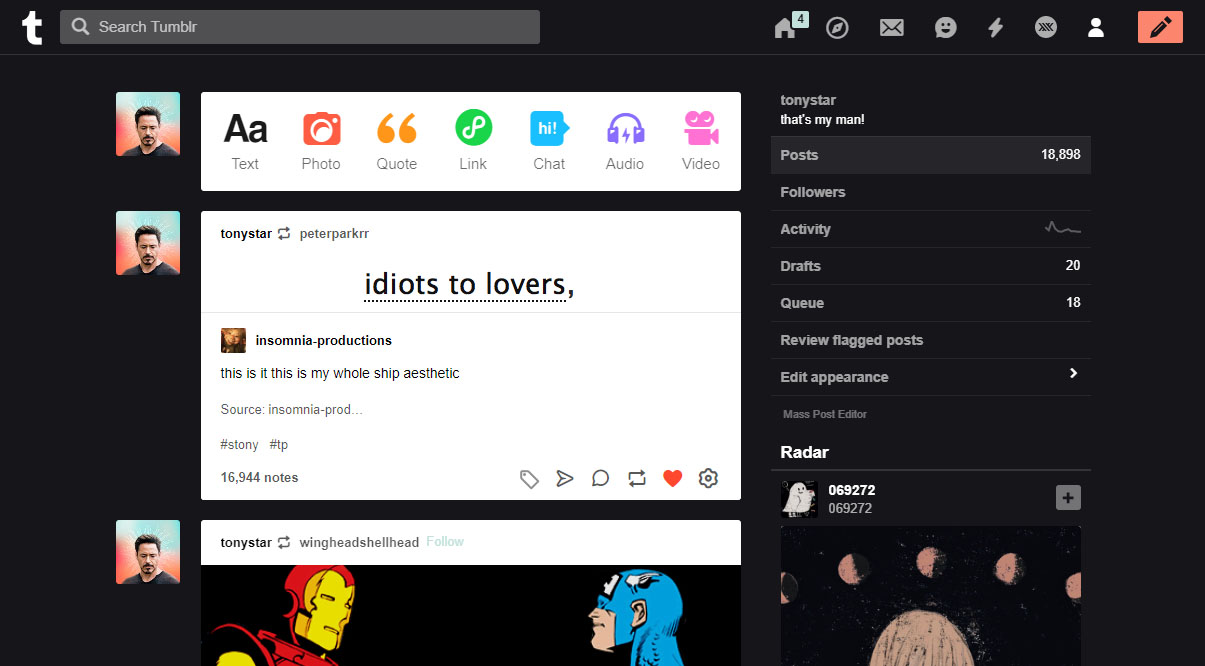 t Search Tumblr 4
Aa
hi!
Text Photo Quote Link Chat Audio Video
tonystar peterparkrr
idiots to lovers,
insomnia-productions
this is it this is my whole ship aesthetic
Source: insomnia-prod…
#stony #tp
16,944 notes
tonystar wingheadshellhead Follow
tonystar
that's my man!
Posts 18,898
Followers
Activity
Drafts 20
Queue 18
Review flagged posts
Edit appearance
Mass Post Editor
Radar
069272
069272